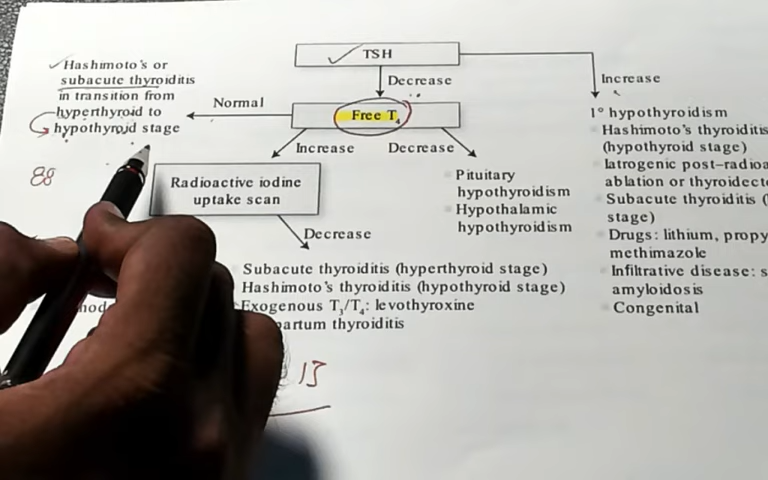 TSH
Decrease
Increase
Hashimoto's or
subacute thyroiditis
in transition from
hyperthyroid to
hypothyroid stage
Normal
Free T4
Increase
Decrease
1° hypothyroidism
Hashimoto's thyroiditis
(hypothyroid stage)
Iatrogenic post-radioa
ablation or thyroidect
Subacute thyroiditis (
stage)
Drugs: lithium, propy
methimazole
Infiltrative disease: s
amyloidosis
Congenital
88
Radioactive iodine
uptake scan
Pituitary
hypothyroidism
Hypothalamic
hypothyroidism
Decrease
Subacute thyroiditis (hyperthyroid stage)
Hashimoto's thyroiditis (hypothyroid stage)
Exogenous T3/T4: levothyroxine
partum thyroiditis
13